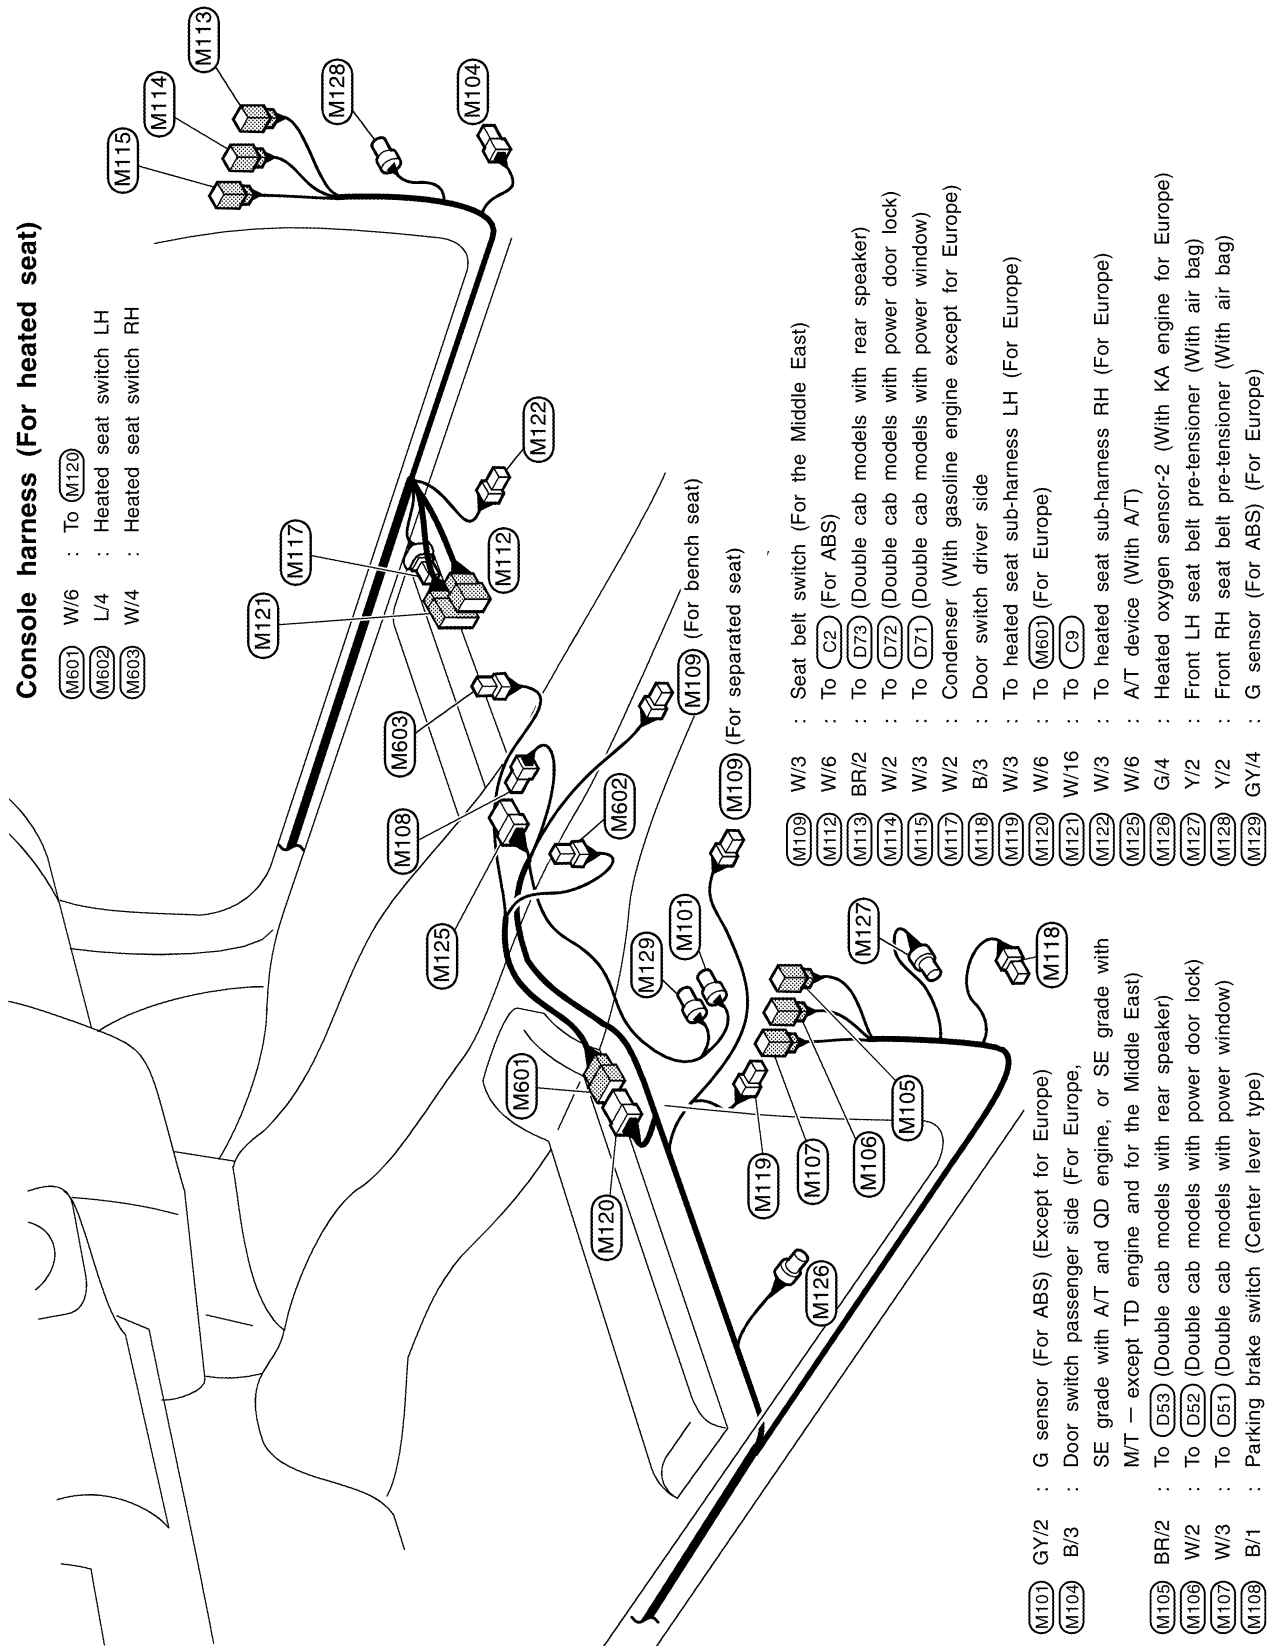 Console harness (For heated seat)
M601 W/6 : To M120
M602 L/4 : Heated seat switch LH
M603 W/4 : Heated seat switch RH
M115
M114
M113
M128
M104
M117
M122
M121
M112
M603
M109 (For bench seat)
M108
M602
M109 (For separated seat)
M125
M129
M101
M127
M118
M601
M105
M106
M107
M119
M120
M126
M101 GY/2 : G sensor (For ABS) (Except for Europe)
M104 B/3 : Door switch passenger side (For Europe,
SE grade with A/T and QD engine, or SE grade with
M/T — except TD engine and for the Middle East)
M105 BR/2 : To D53 (Double cab models with rear speaker)
M106 W/2 : To D52 (Double cab models with power door lock)
M107 W/3 : To D51 (Double cab models with power window)
M108 B/1 : Parking brake switch (Center lever type)
M109 W/3 : Seat belt switch (For the Middle East)
M112 W/6 : To C2 (For ABS)
M113 BR/2 : To D73 (Double cab models with rear speaker)
M114 W/2 : To D72 (Double cab models with power door lock)
M115 W/3 : To D71 (Double cab models with power window)
M117 W/2 : Condenser (With gasoline engine except for Europe)
M118 B/3 : Door switch driver side
M119 W/3 : To heated seat sub-harness LH (For Europe)
M120 W/6 : To M601 (For Europe)
M121 W/16 : To C9
M122 W/3 : To heated seat sub-harness RH (For Europe)
M125 W/6 : A/T device (With A/T)
M126 G/4 : Heated oxygen sensor-2 (With KA engine for Europe)
M127 Y/2 : Front LH seat belt pre-tensioner (With air bag)
M128 Y/2 : Front RH seat belt pre-tensioner (With air bag)
M129 GY/4 : G sensor (For ABS) (For Europe)